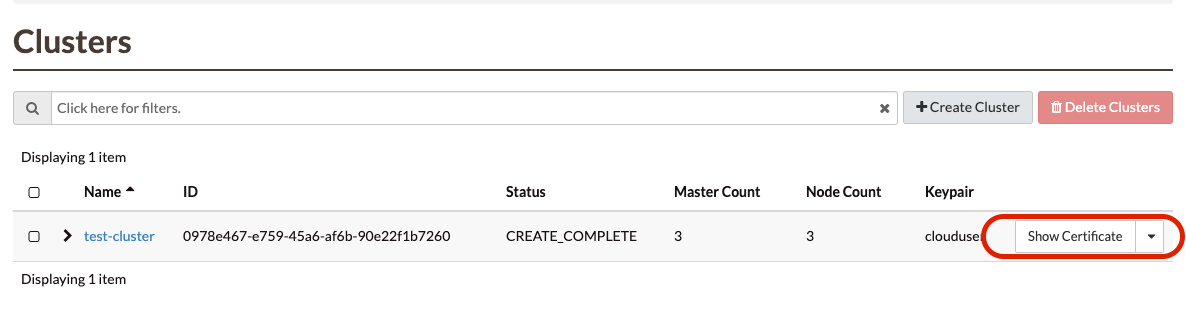 Clusters
Click here for filters. Create Cluster Delete Clusters
Displaying 1 item
Name ID Status Master Count Node Count Keypair
test-cluster 0978e467-e759-45a6-af6b-90e22f1b7260 CREATE_COMPLETE 3 3 clouduse Show Certificate
Displaying 1 item